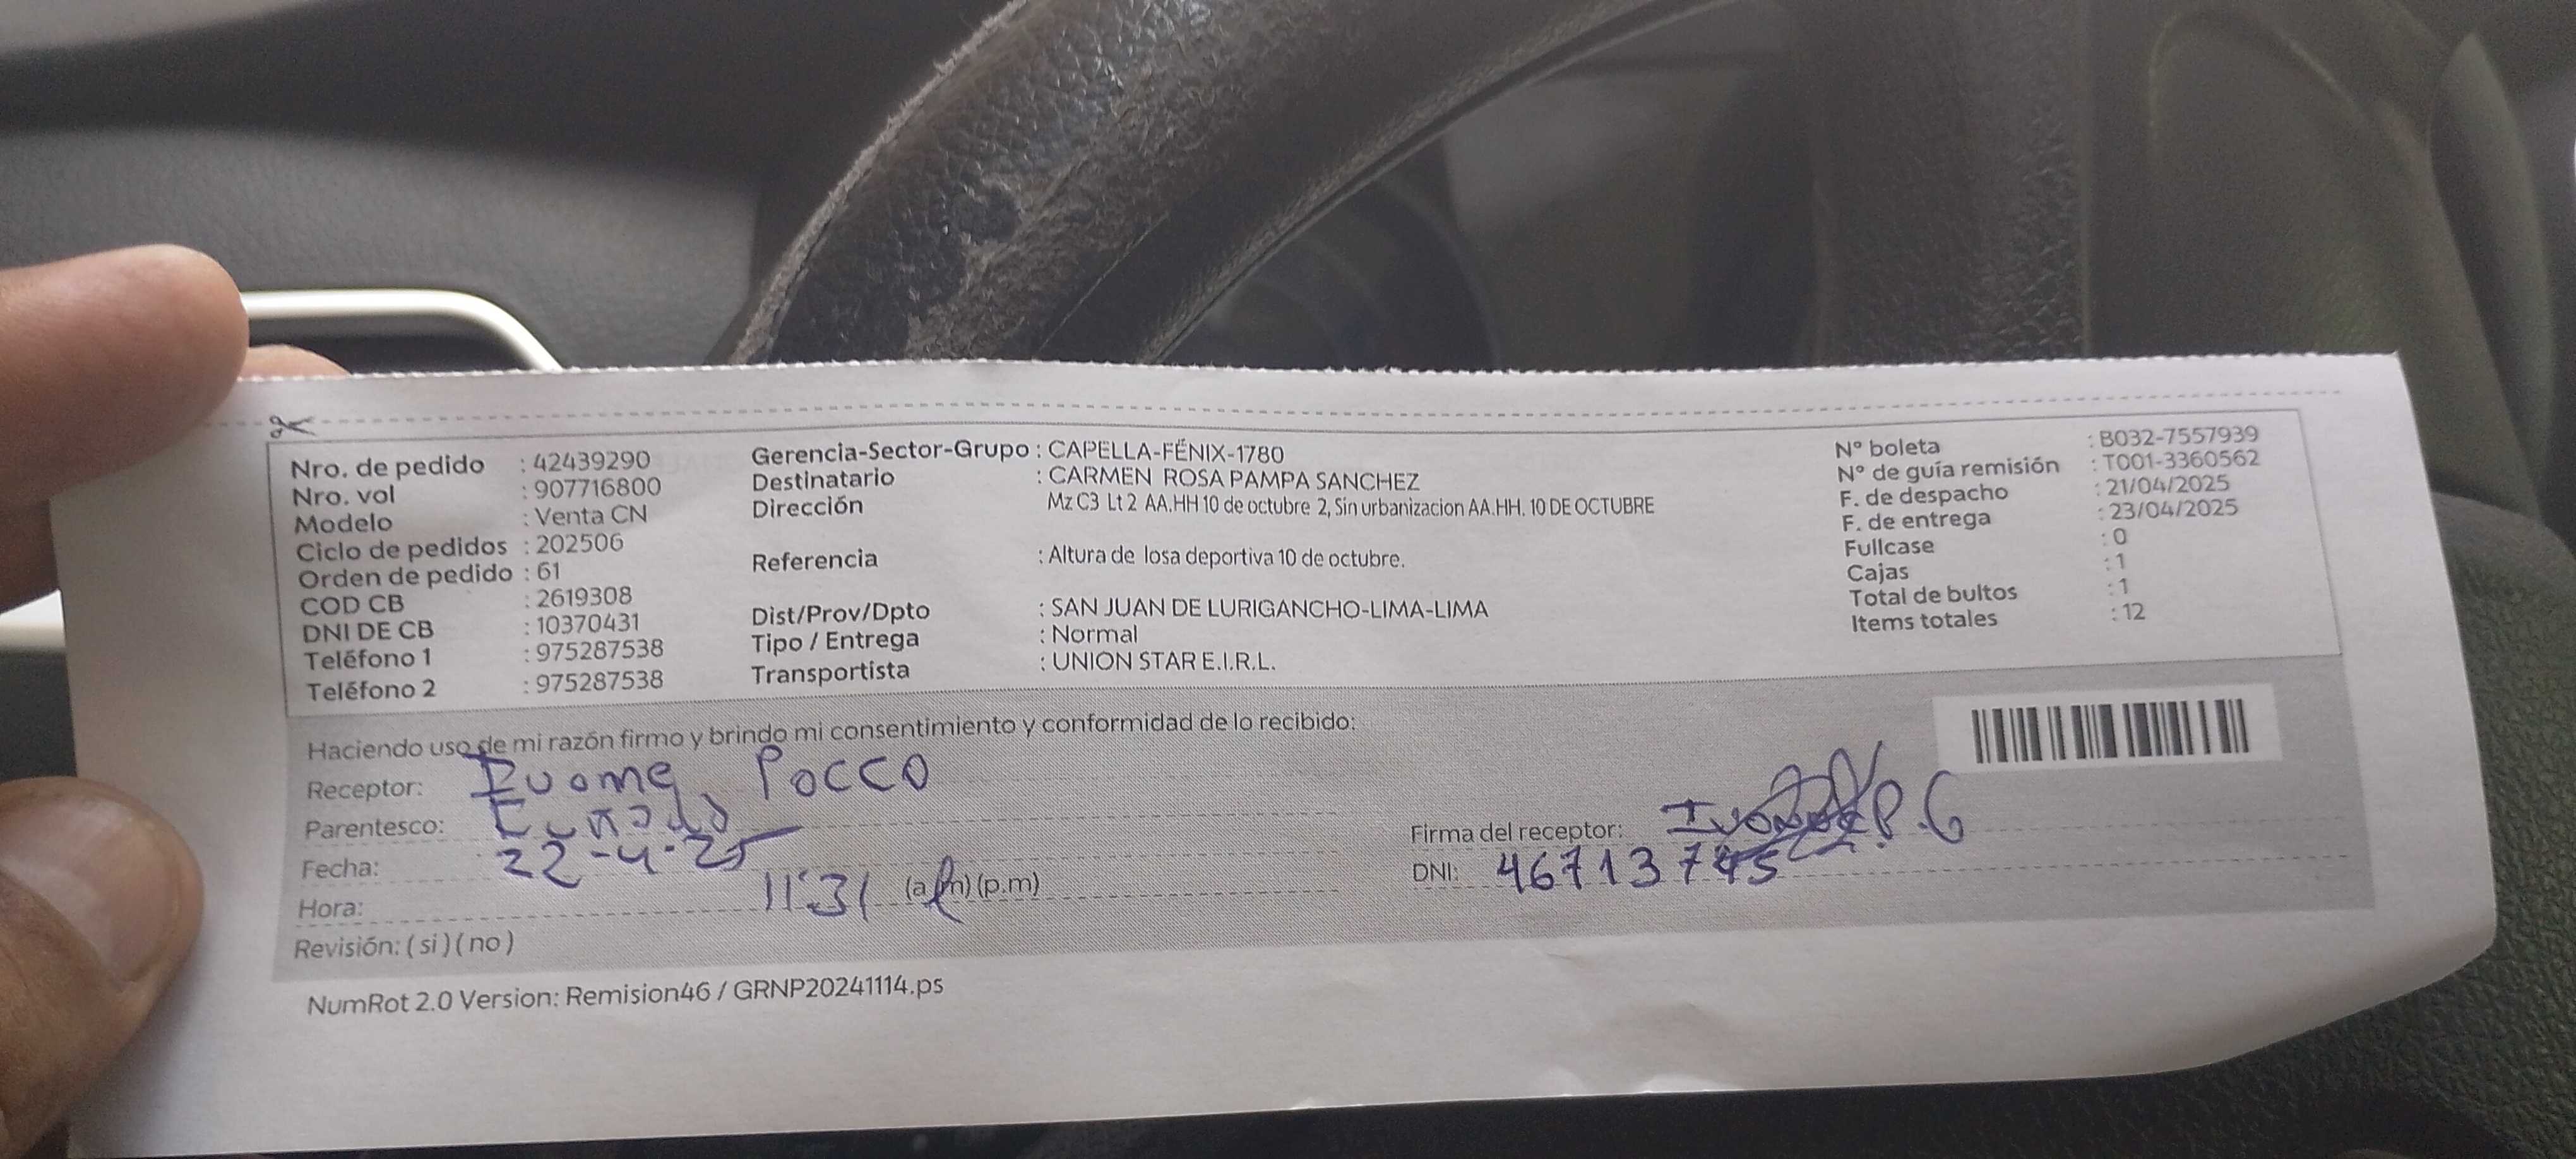 Nro. de pedido : 42439290
Nro. vol : 907716800
Modelo : Venta CN
Ciclo de pedidos : 202506
Orden de pedido : 61
COD CB : 2619308
DNI DE CB : 10370431
Teléfono 1 : 975287538
Teléfono 2 : 975287538
Gerencia-Sector-Grupo : CAPELLA-FÉNIX-1780
Destinatario : CARMEN ROSA PAMPA SANCHEZ
Dirección Mz C3 Lt 2 AA.HH 10 de octubre 2, Sin urbanizacion AA.HH. 10 DE OCTUBRE
Referencia : Altura de losa deportiva 10 de octubre.
Dist/Prov/Dpto : SAN JUAN DE LURIGANCHO-LIMA-LIMA
Tipo / Entrega : Normal
Transportista : UNION STAR E.I.R.L.
N° boleta : B032-7557939
N° de guía remisión : T001-3360562
F. de despacho : 21/04/2025
F. de entrega : 23/04/2025
Fullcase : 0
Cajas : 1
Total de bultos : 1
Items totales : 12
Haciendo uso de mi razón firmo y brindo mi consentimiento y conformidad de lo recibido:
Receptor: Ivome Pocco
Parentesco:
Fecha: 22-4-25
Hora: 11:31 (a.m) (p.m)
Revisión: ( si ) ( no )
Firma del receptor: P.G
DNI: 46713745
NumRot 2.0 Version: Remision46 / GRNP20241114.ps